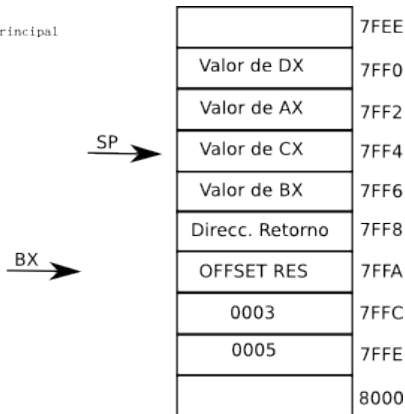 rincipal
7FEE
Valor de DX 7FF0
Valor de AX 7FF2
SP Valor de CX 7FF4
Valor de BX 7FF6
Direcc. Retorno 7FF8
BX OFFSET RES 7FFA
0003 7FFC
0005 7FFE
8000